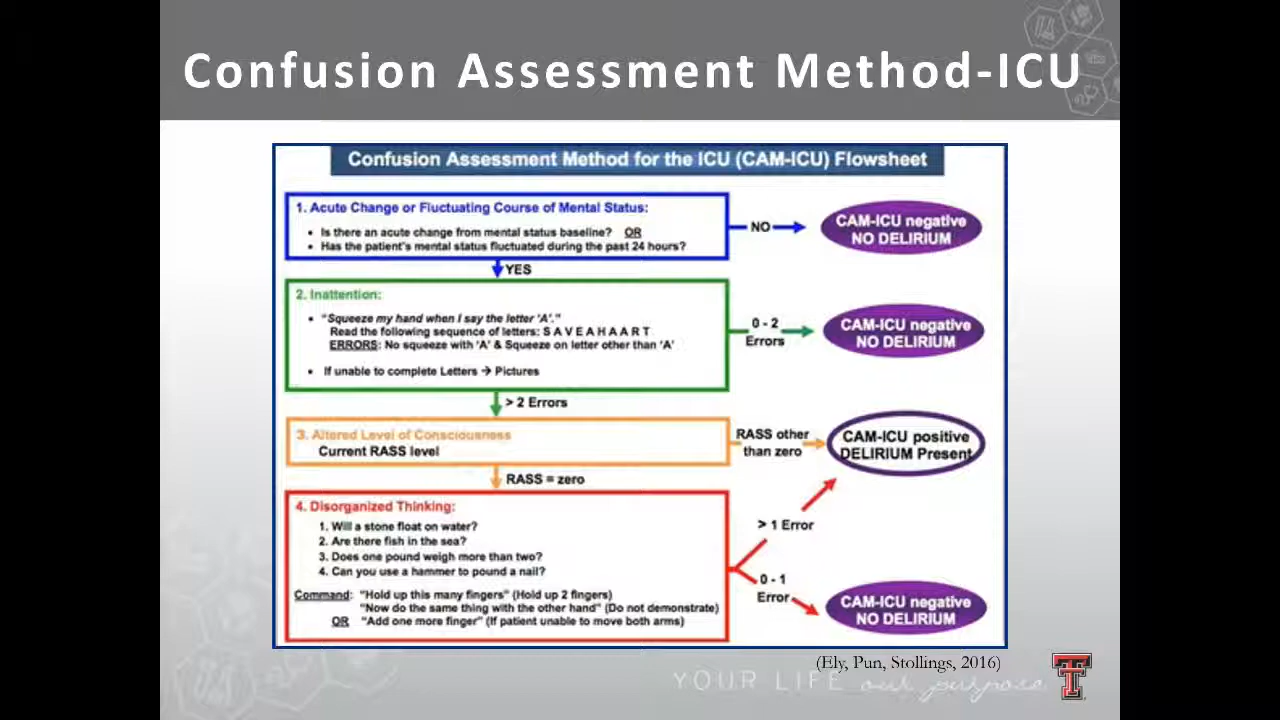 Confusion Assessment Method-ICU
Confusion Assessment Method for the ICU (CAM-ICU) Flowsheet
1. Acute Change or Fluctuating Course of Mental Status:
• Is there an acute change from mental status baseline? OR
• Has the patient's mental status fluctuated during the past 24 hours?
NO
CAM-ICU negative
NO DELIRIUM
YES
2. Inattention:
• "Squeeze my hand when I say the letter 'A'."
Read the following sequence of letters: S A V E A H A A R T
ERRORS: No squeeze with 'A' & Squeeze on letter other than 'A'
• If unable to complete Letters → Pictures
0 - 2
Errors
CAM-ICU negative
NO DELIRIUM
> 2 Errors
3. Altered Level of Consciousness
Current RASS level
RASS other
than zero
CAM-ICU positive
DELIRIUM Present
RASS = zero
4. Disorganized Thinking:
1. Will a stone float on water?
2. Are there fish in the sea?
3. Does one pound weigh more than two?
4. Can you use a hammer to pound a nail?
Command: "Hold up this many fingers" (Hold up 2 fingers)
"Now do the same thing with the other hand" (Do not demonstrate)
OR "Add one more finger" (If patient unable to move both arms)
> 1 Error
0 - 1
Error
CAM-ICU negative
NO DELIRIUM
(Ely, Pun, Stollings, 2016)
YOUR LIFE our purpose
T